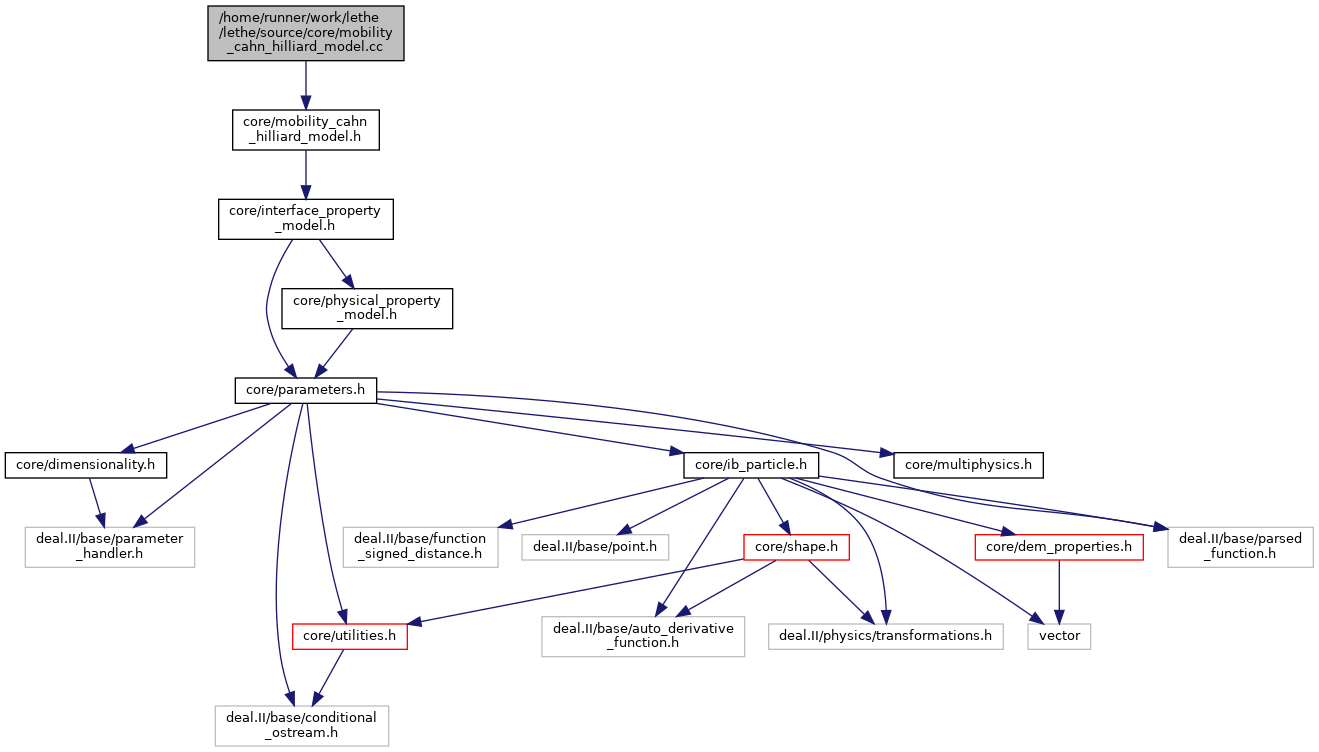 /home/runner/work/lethe
/lethe/source/core/mobility
_cahn_hilliard_model.cc
core/mobility_cahn
_hilliard_model.h
core/interface_property
_model.h
core/physical_property
_model.h
core/parameters.h
core/dimensionality.h
core/ib_particle.h
core/multiphysics.h
deal.II/base/parameter
_handler.h
deal.II/base/function
_signed_distance.h
deal.II/base/point.h
core/shape.h
core/dem_properties.h
deal.II/base/parsed
_function.h
core/utilities.h
deal.II/base/auto_derivative
_function.h
deal.II/physics/transformations.h
vector
deal.II/base/conditional
_ostream.h